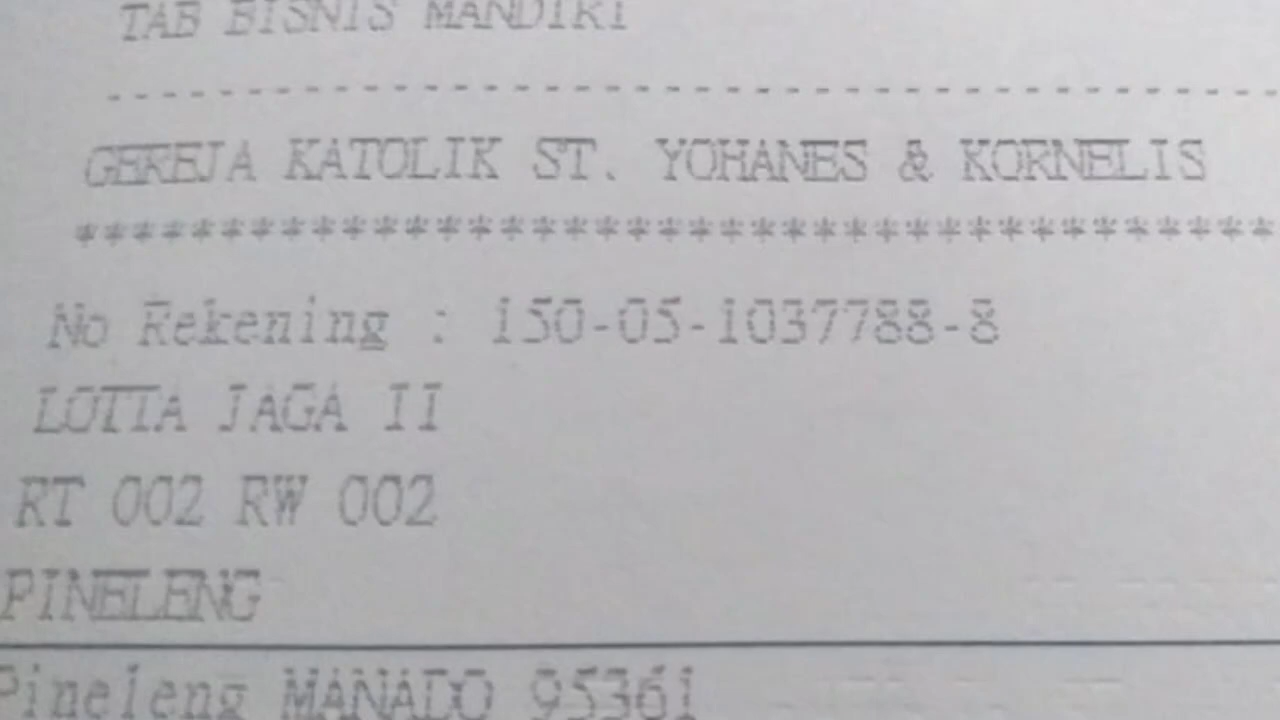 TAB BISNIS MANDIRI
------------------------------------------
GEREJA KATOLIK ST. YOHANES & KORNELIS
****************************************
No Rekening : 150-05-1037788-8
LOTTA JAGA II
RT 002 RW 002
PINELENG
Pineleng MANADO 95361